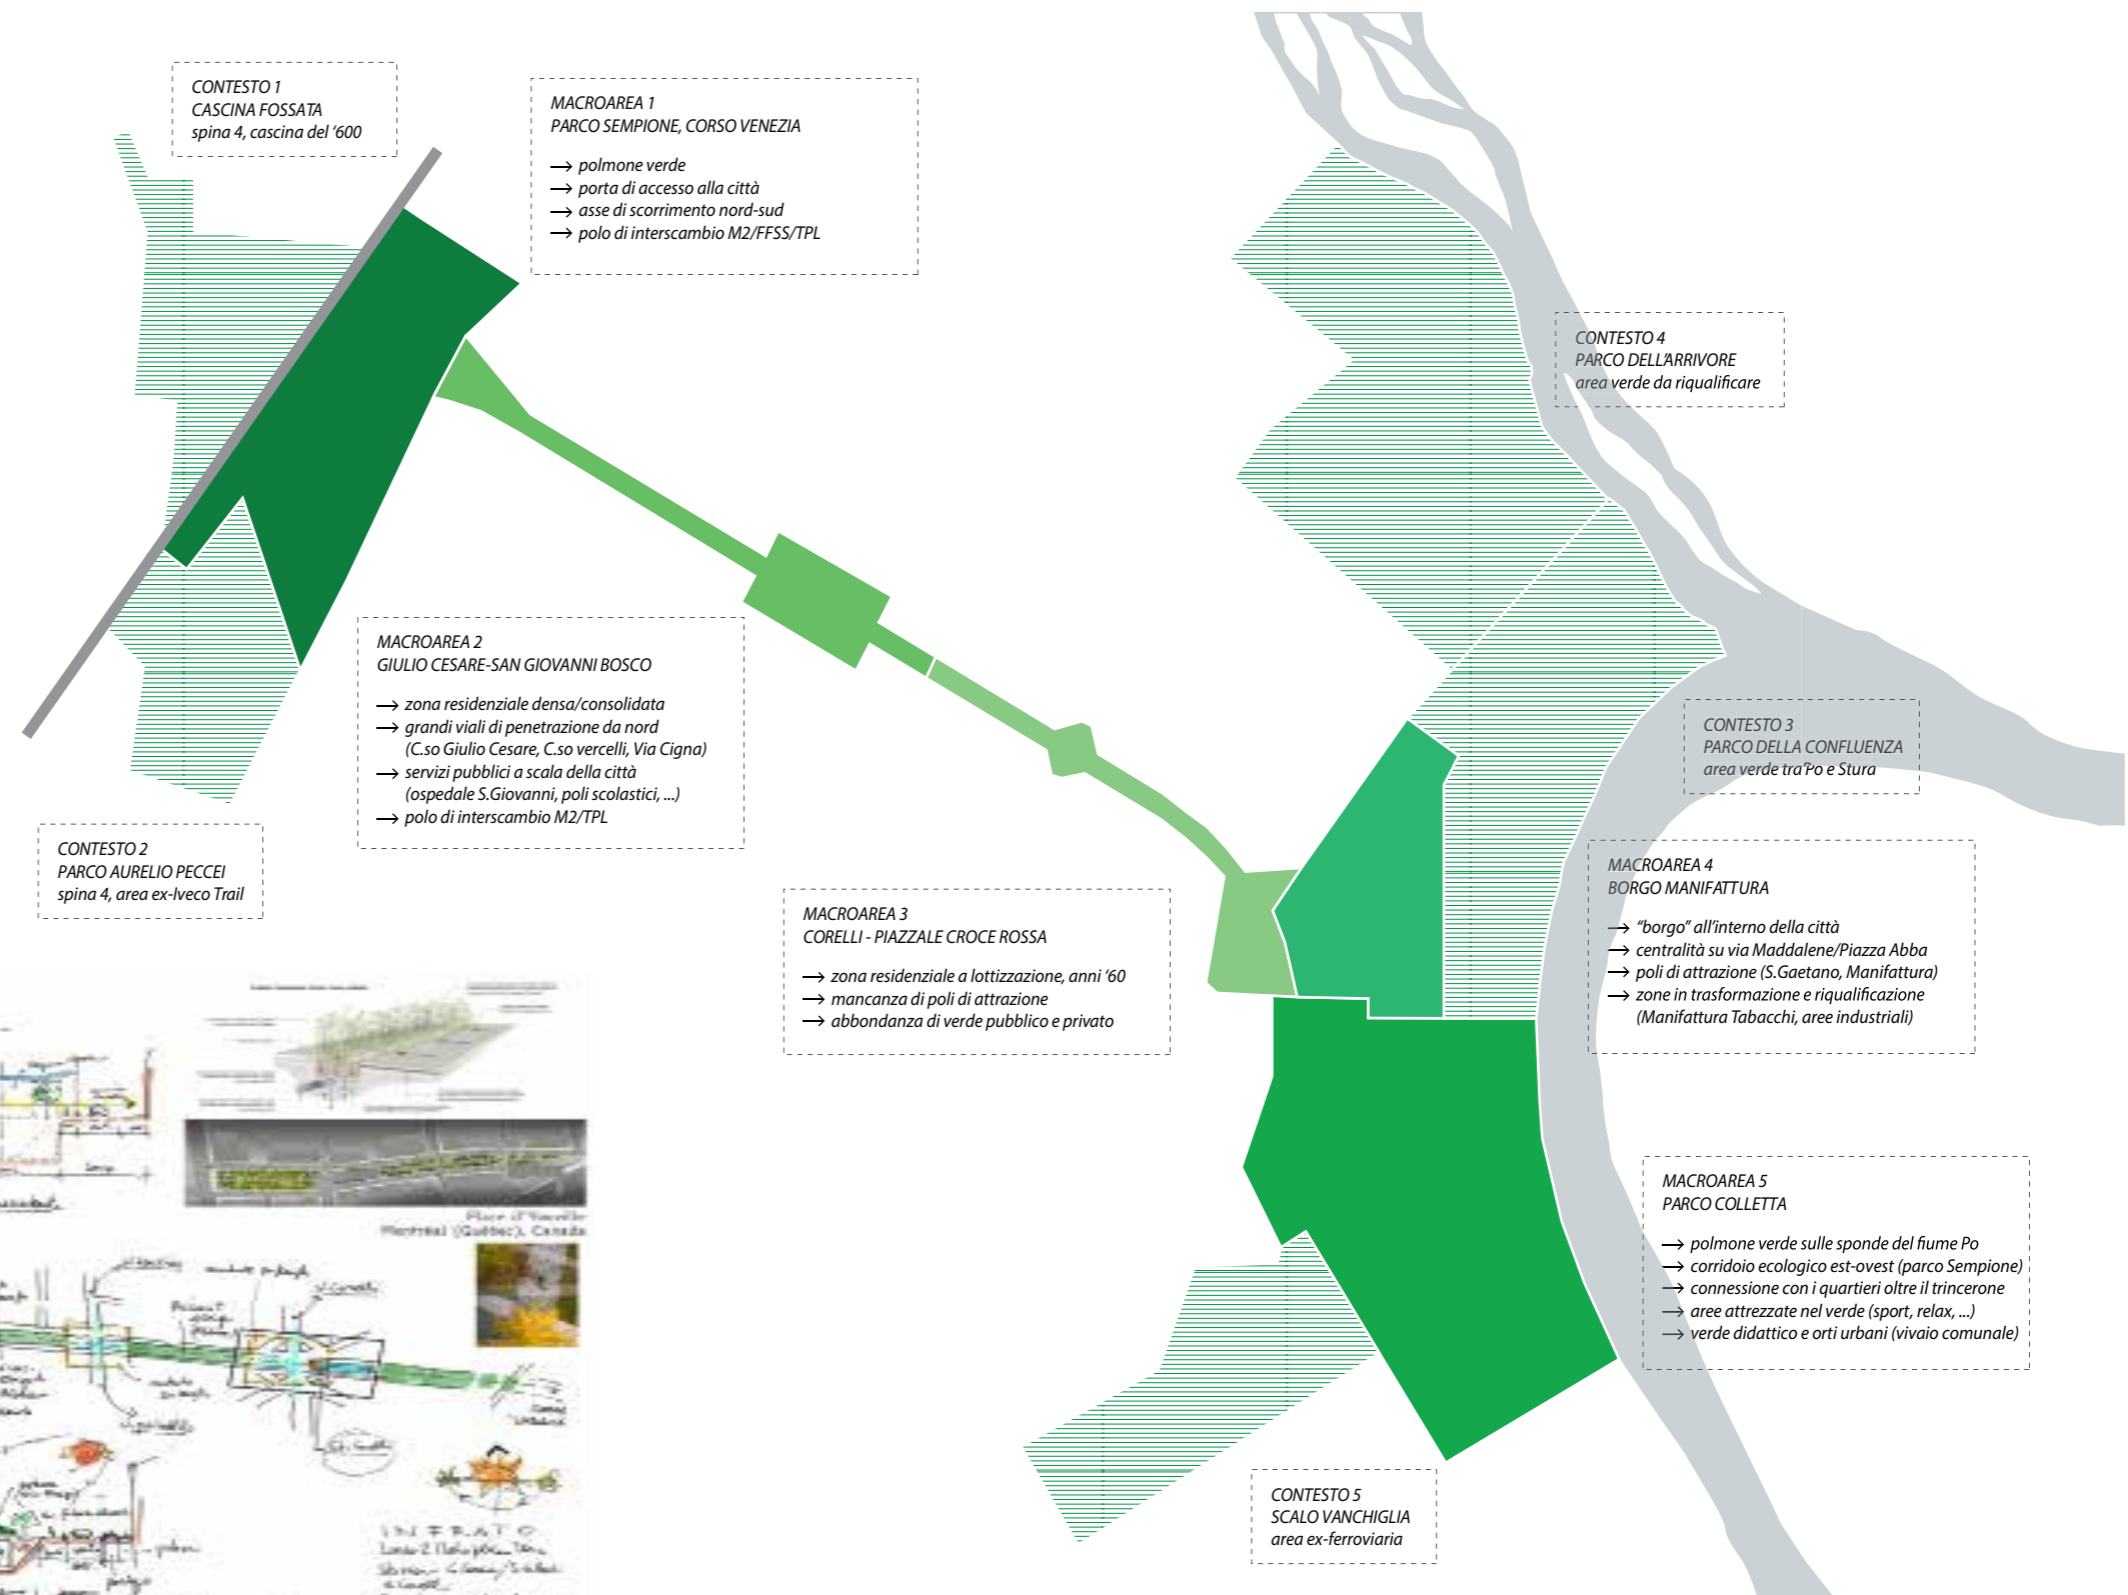 CONTESTO 1
CASCINA FOSSATA
spina 4, cascina del ‘600
MACROAREA 1
PARCO SEMPIONE, CORSO VENEZIA
→ polmone verde
→ porta di accesso alla città
→ asse di scorrimento nord-sud
→ polo di interscambio M2/FFSS/TPL
CONTESTO 4
PARCO DELL’ARRIVORE
area verde da riqualificare
MACROAREA 2
GIULIO CESARE-SAN GIOVANNI BOSCO
→ zona residenziale densa/consolidata
→ grandi viali di penetrazione da nord
(C.so Giulio Cesare, C.so vercelli, Via Cigna)
→ servizi pubblici a scala della città
(ospedale S.Giovanni, poli scolastici, ...)
→ polo di interscambio M2/TPL
CONTESTO 3
PARCO DELLA CONFLUENZA
area verde tra Po e Stura
CONTESTO 2
PARCO AURELIO PECCEI
spina 4, area ex-Iveco Trail
MACROAREA 3
CORELLI - PIAZZALE CROCE ROSSA
→ zona residenziale a lottizzazione, anni ‘60
→ mancanza di poli di attrazione
→ abbondanza di verde pubblico e privato
MACROAREA 4
BORGO MANIFATTURA
→ “borgo” all’interno della città
→ centralità su via Maddalene/Piazza Abba
→ poli di attrazione (S.Gaetano, Manifattura)
→ zone in trasformazione e riqualificazione
(Manifattura Tabacchi, aree industriali)
MACROAREA 5
PARCO COLLETTA
→ polmone verde sulle sponde del fiume Po
→ corridoio ecologico est-ovest (parco Sempione)
→ connessione con i quartieri oltre il trincerone
→ aree attrezzate nel verde (sport, relax, ...)
→ verde didattico e orti urbani (vivaio comunale)
Montréal (Québec), Canada
CONTESTO 5
SCALO VANCHIGLIA
area ex-ferroviaria
INFRATO